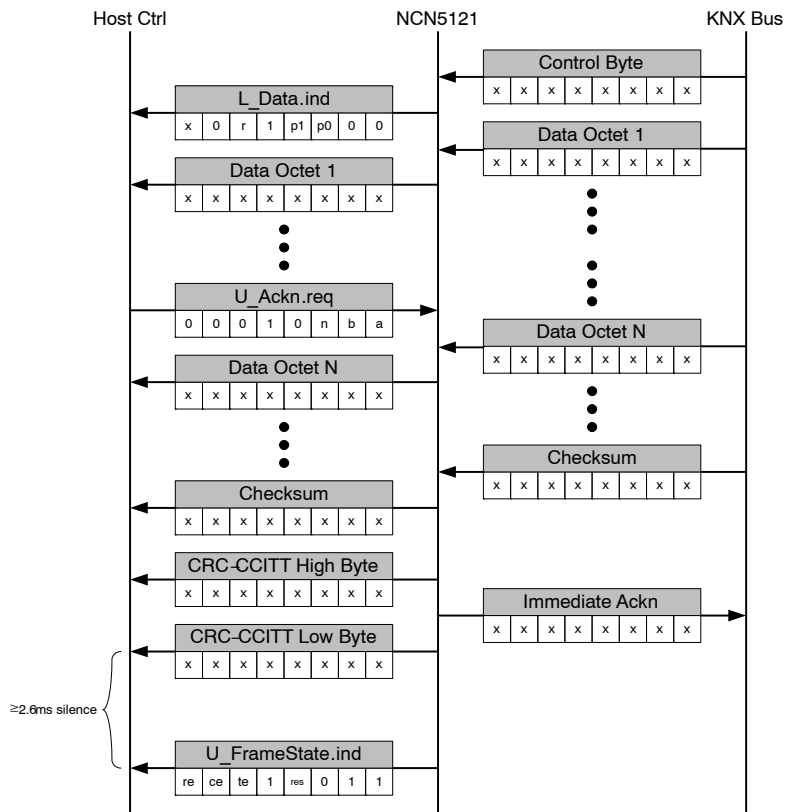 Host Ctrl NCN5121 KNX Bus
Control Byte
x x x x x x x x
L_Data.ind
x 0 r 1 p1 p0 0 0
Data Octet 1
x x x x x x x x
Data Octet 1
x x x x x x x x
U_Ackn.req
0 0 0 1 0 n b a
Data Octet N
x x x x x x x x
Data Octet N
x x x x x x x x
Checksum
x x x x x x x x
Checksum
x x x x x x x x
CRC-CCITT High Byte
x x x x x x x x
Immediate Ackn
x x x x x x x x
CRC-CCITT Low Byte
x x x x x x x x
≥2.6ms silence
U_FrameState.ind
re ce te 1 res 0 1 1